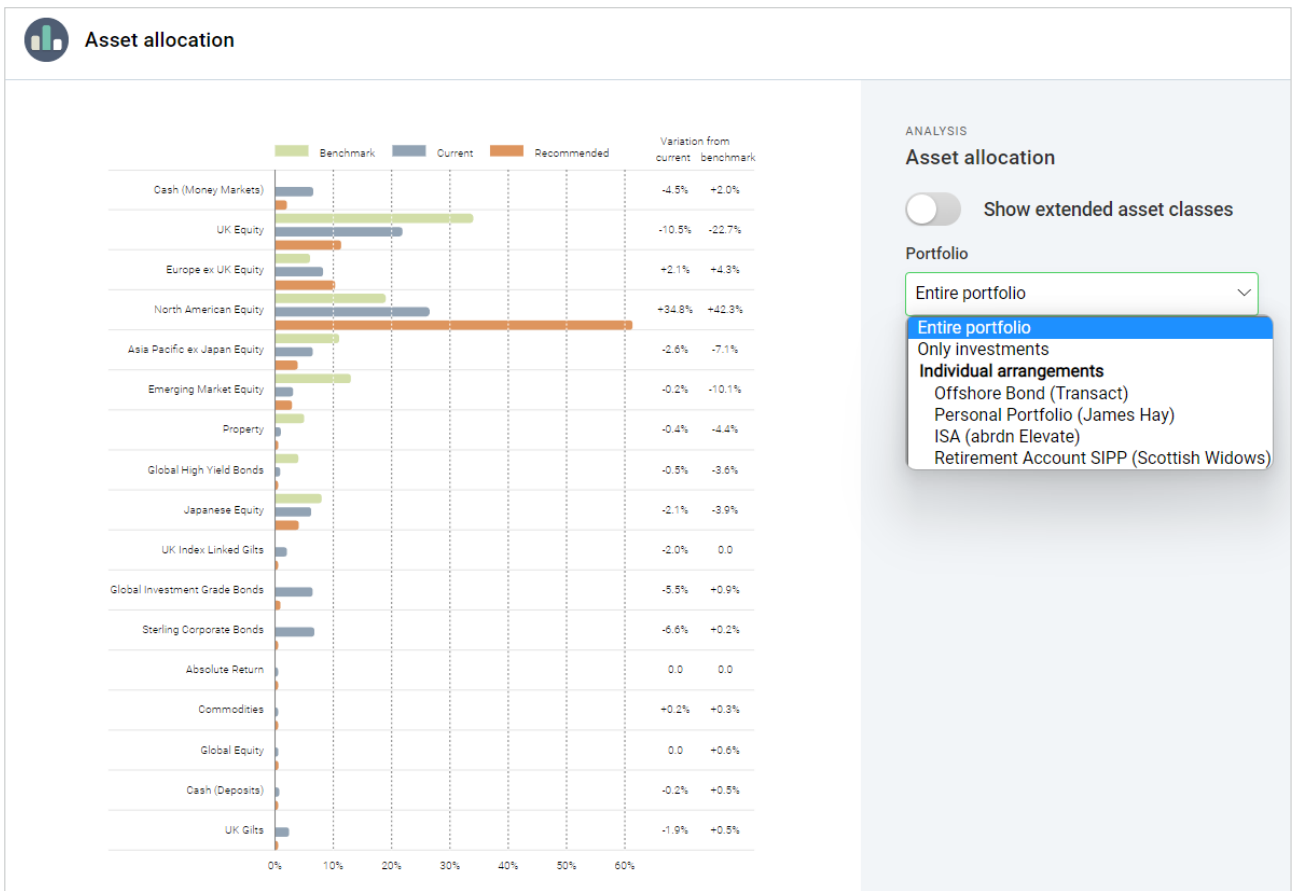 Asset allocation
Benchmark Current Recommended
Variation from
current benchmark
Cash (Money Markets) -4.5% +2.0%
UK Equity -10.5% -22.7%
Europe ex UK Equity +2.1% +4.3%
North American Equity +34.8% +42.3%
Asia Pacific ex Japan Equity -2.6% -7.1%
Emerging Market Equity -0.2% -10.1%
Property -0.4% -4.4%
Global High Yield Bonds -0.5% -3.6%
Japanese Equity -2.1% -3.9%
UK Index Linked Gilts -2.0% 0.0
Global Investment Grade Bonds -5.5% +0.9%
Sterling Corporate Bonds -6.6% +0.2%
Absolute Return 0.0 0.0
Commodities +0.2% +0.3%
Global Equity 0.0 +0.6%
Cash (Deposits) -0.2% +0.5%
UK Gilts -1.9% +0.5%
0% 10% 20% 30% 40% 50% 60%
ANALYSIS
Asset allocation
Show extended asset classes
Portfolio
Entire portfolio
Entire portfolio
Only investments
Individual arrangements
Offshore Bond (Transact)
Personal Portfolio (James Hay)
ISA (abrdn Elevate)
Retirement Account SIPP (Scottish Widows)